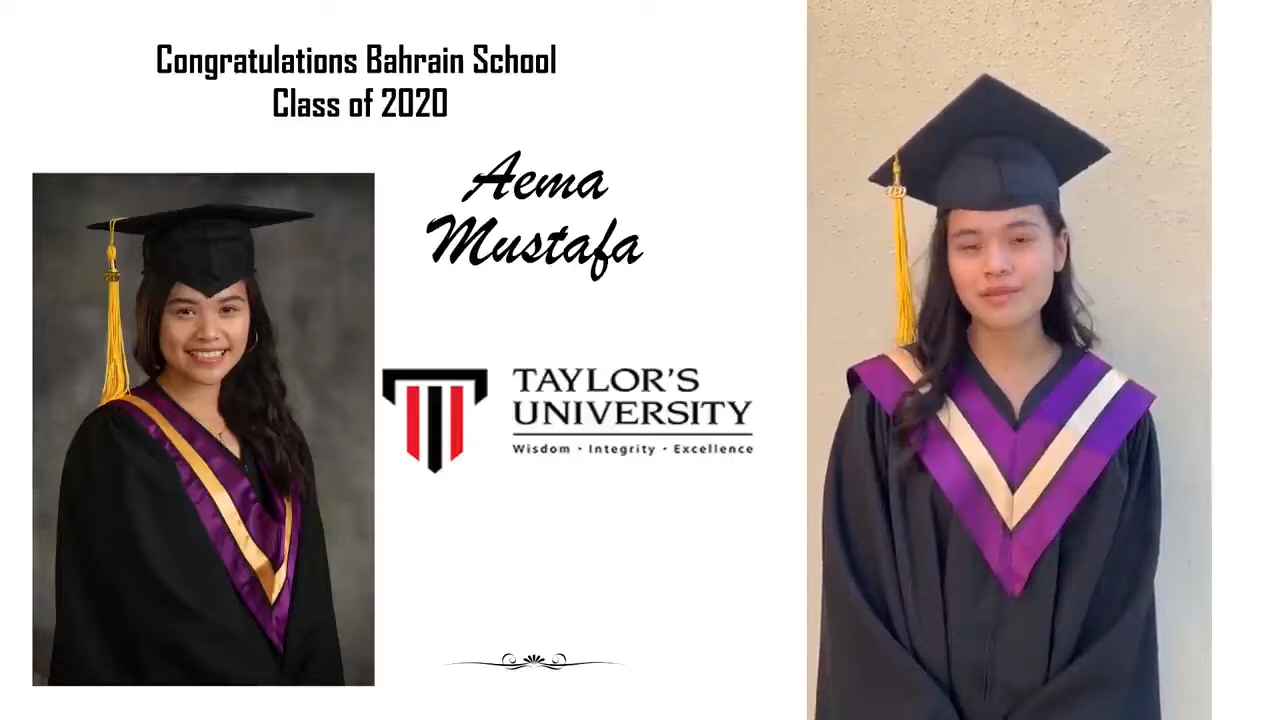 Congratulations Bahrain School
Class of 2020
Aema
Mustafa
TAYLOR'S
UNIVERSITY
Wisdom · Integrity · Excellence